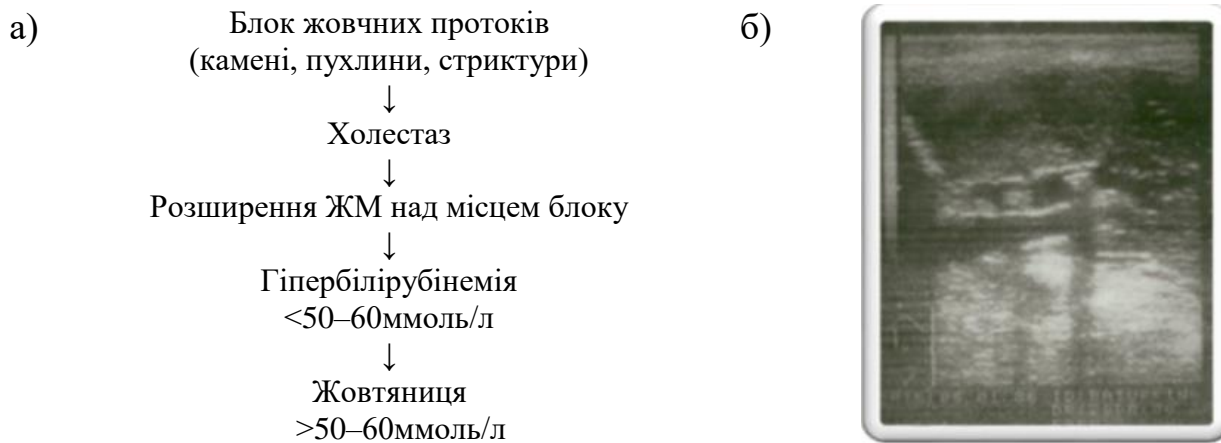 а)
Блок жовчних протоків
(камені, пухлини, стриктури)
↓
Холестаз
↓
Розширення ЖМ над місцем блоку
↓
Гіпербілірубінемія
<50–60ммоль/л
↓
Жовтяниця
>50–60ммоль/л
б)